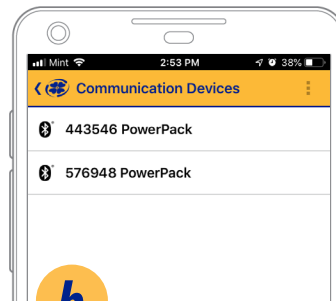 Mint 2:53 PM 38%
Communication Devices
443546 PowerPack
576948 PowerPack
b